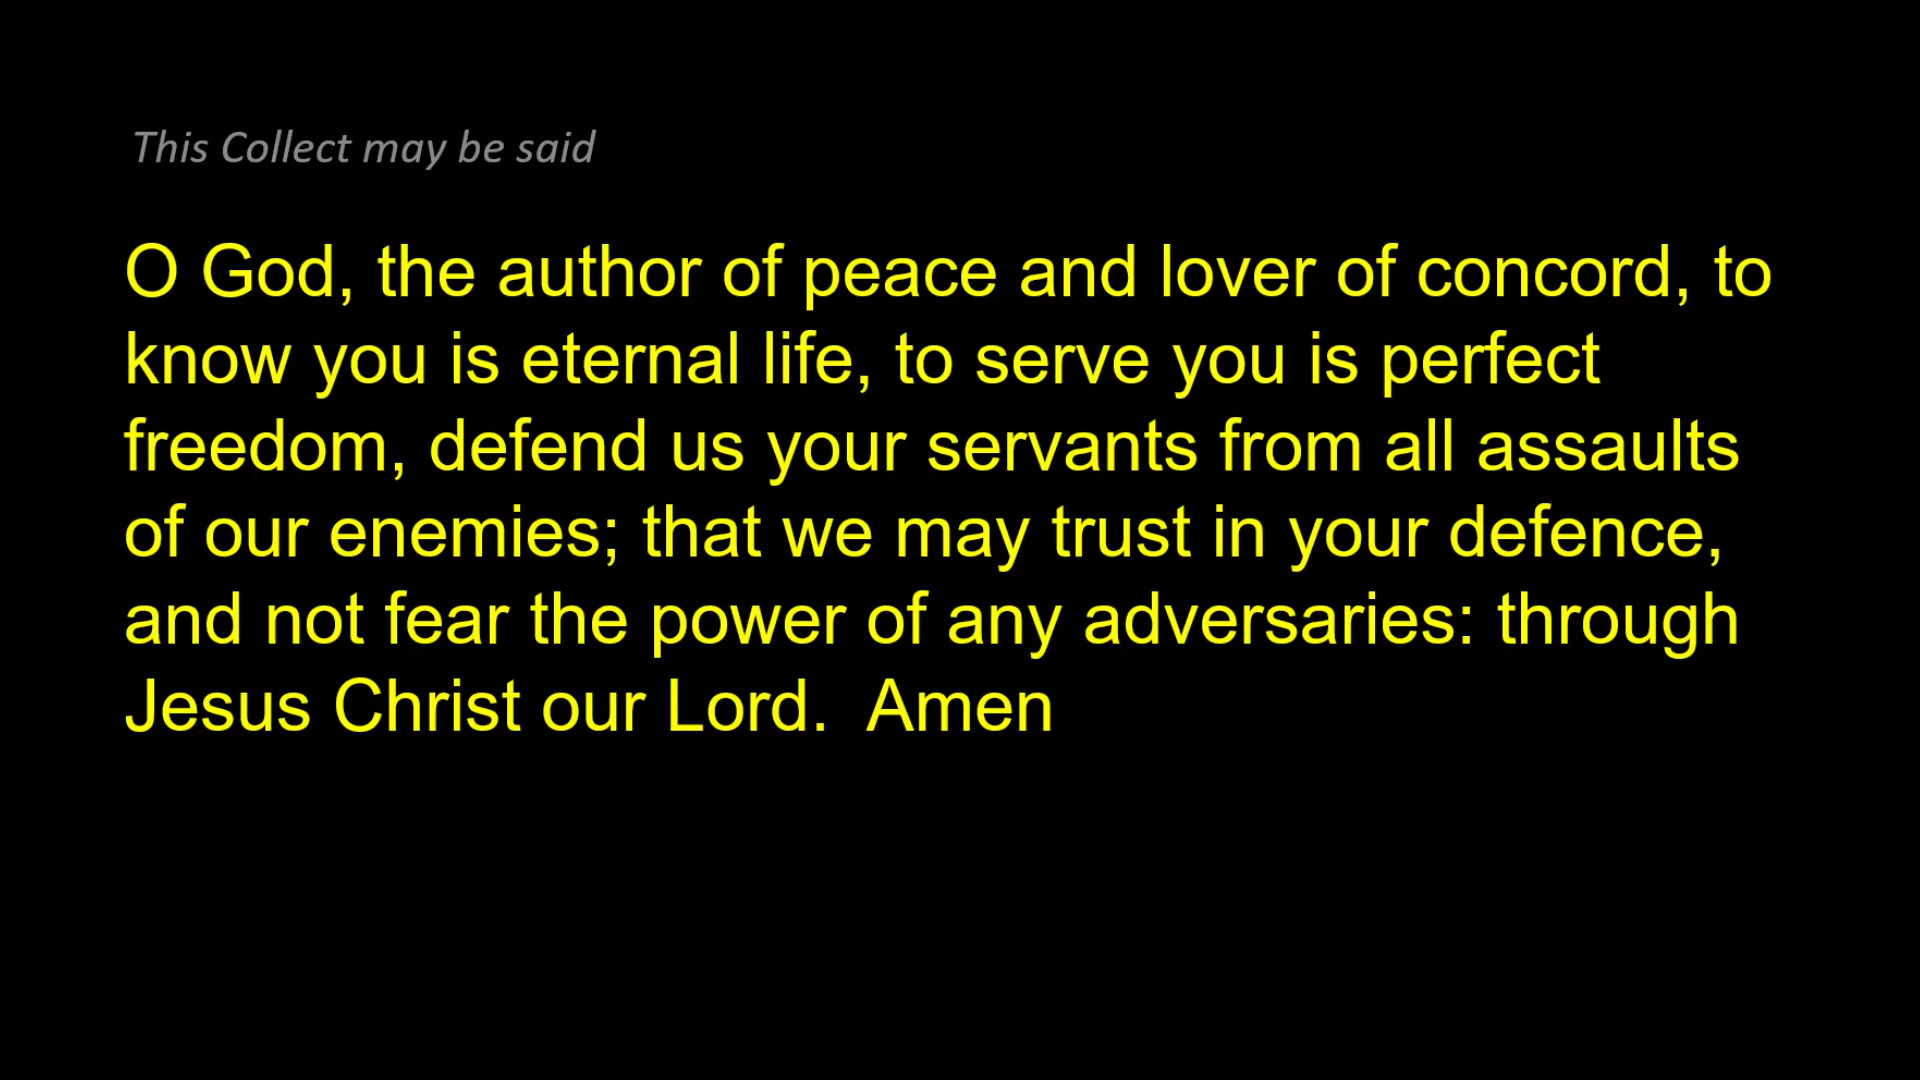 This Collect may be said
O God, the author of peace and lover of concord, to
know you is eternal life, to serve you is perfect
freedom, defend us your servants from all assaults
of our enemies; that we may trust in your defence,
and not fear the power of any adversaries: through
Jesus Christ our Lord.  Amen